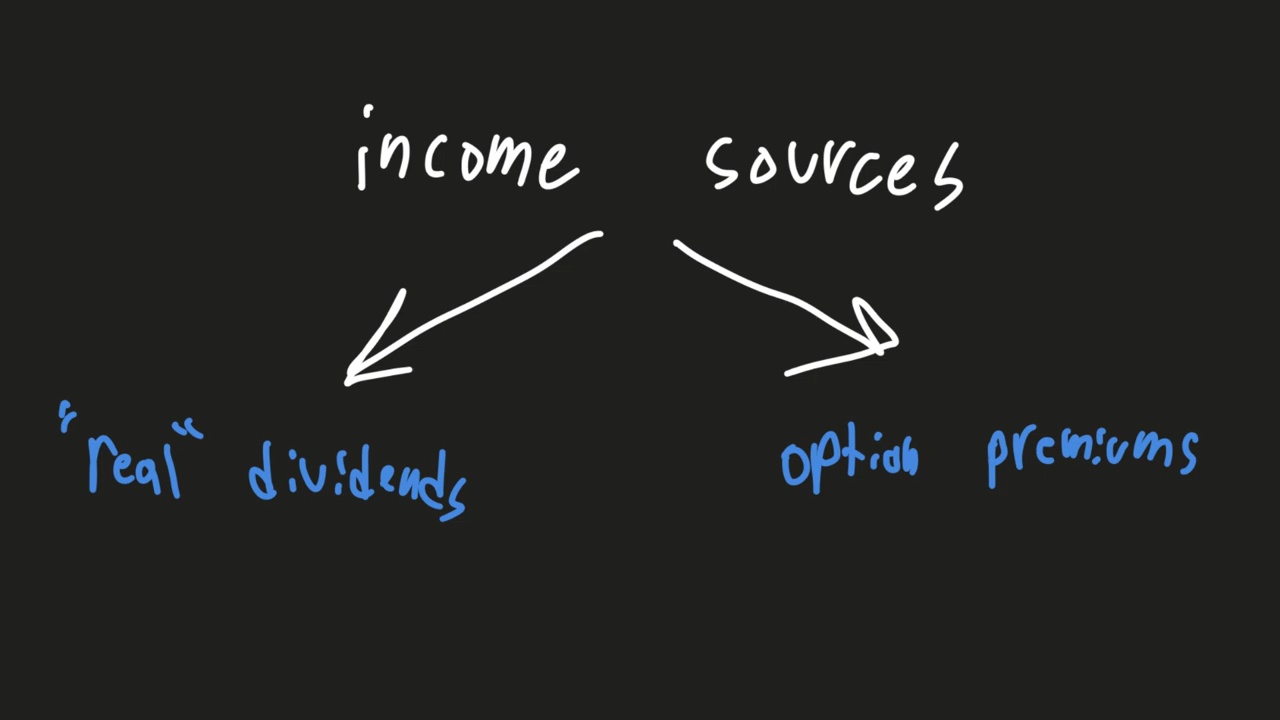 income sources
"real" dividends
option premiums